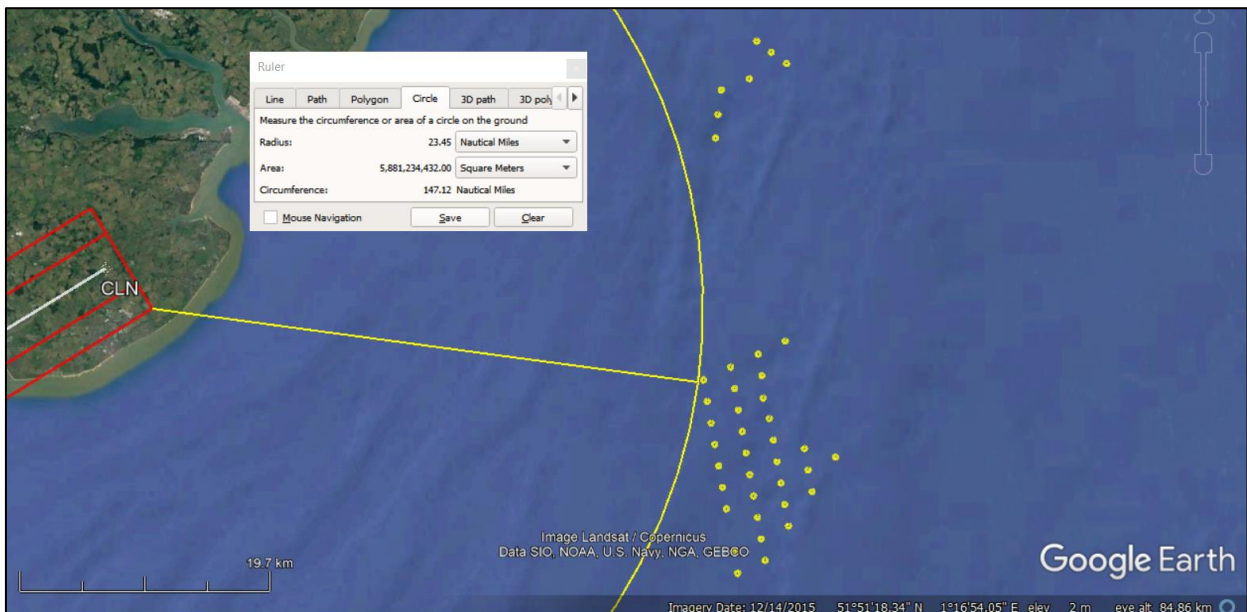 Ruler
Line Path Polygon Circle 3D path 3D poly
Measure the circumference or area of a circle on the ground
Radius: 23.45 Nautical Miles
Area: 5,881,234,432.00 Square Meters
Circumference: 147.12 Nautical Miles
Mouse Navigation Save Clear
CLN
Image Landsat / Copernicus
Data SIO, NOAA, U.S. Navy, NGA, GEBCO
19.7 km
Google Earth
Imagery Date: 12/14/2015 51°51'18.34" N 1°16'54.05" E elev 2 m eye alt 84.86 km